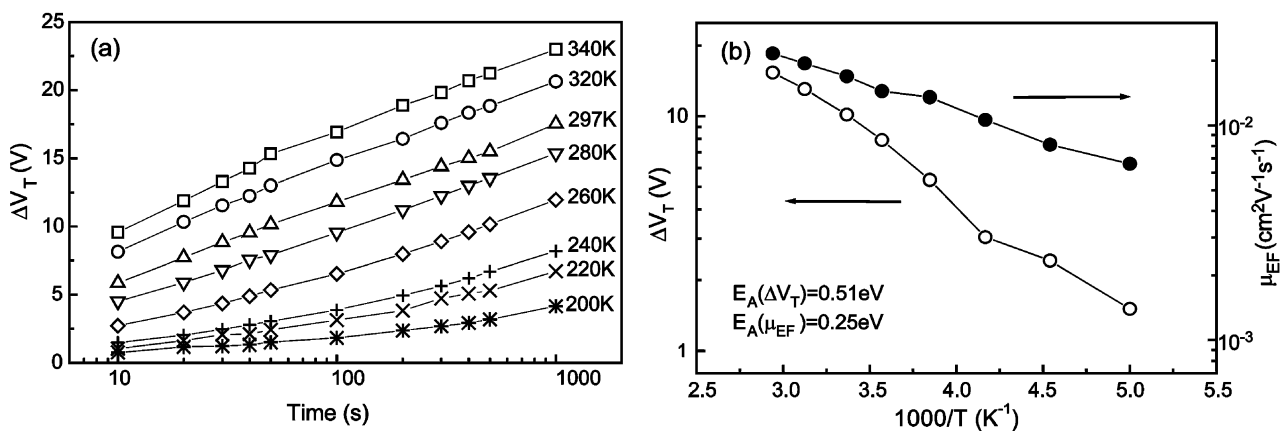 (a)
25
20
15
10
5
0
ΔV_T (V)
340K
320K
297K
280K
260K
240K
220K
200K
10
100
1000
Time (s)
(b)
10
1
ΔV_T (V)
E_A(ΔV_T)=0.51eV
E_A(μ_EF)=0.25eV
10⁻²
10⁻³
μ_EF(cm²V⁻¹s⁻¹)
2.5
3.0
3.5
4.0
4.5
5.0
5.5
1000/T (K⁻¹)